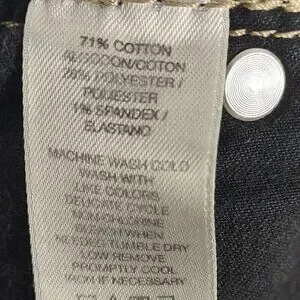 71% COTTON
ALGODON/COTON
28% POLYESTER /
POLIESTER
1% SPANDEX /
ELASTANO
MACHINE WASH COLD
WASH WITH
LIKE COLORS
DELICATE CYCLE
NON-CHLORINE
BLEACH WHEN
NEEDED TUMBLE DRY
LOW REMOVE
PROMPTLY COOL
IRON IF NECESSARY